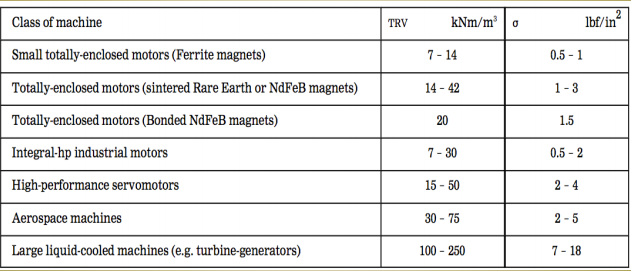 Class of machine TRV kNm/m³ σ lbf/in²
Small totally-enclosed motors (Ferrite magnets) 7 – 14 0.5 – 1
Totally-enclosed motors (sintered Rare Earth or NdFeB magnets) 14 – 42 1 – 3
Totally-enclosed motors (Bonded NdFeB magnets) 20 1.5
Integral-hp industrial motors 7 – 30 0.5 – 2
High-performance servomotors 15 – 50 2 – 4
Aerospace machines 30 – 75 2 – 5
Large liquid-cooled machines (e.g. turbine-generators) 100 – 250 7 – 18